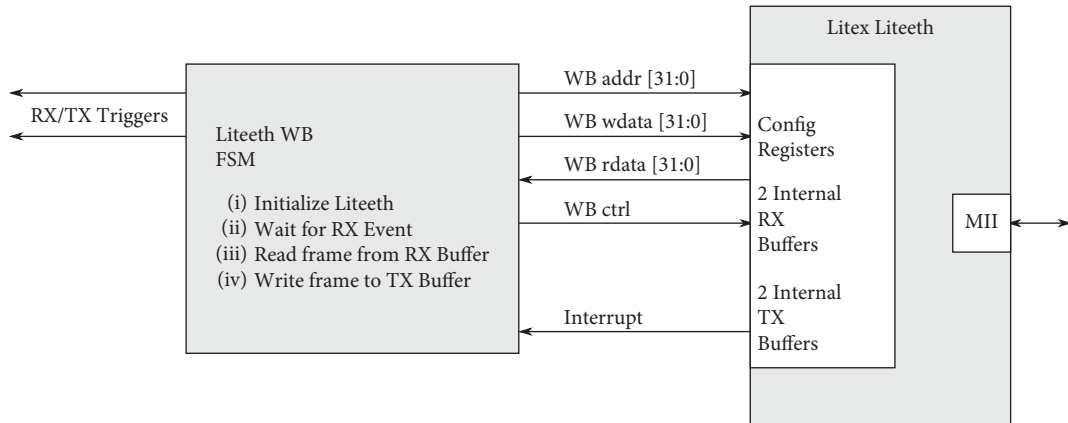 Litex Liteeth
RX/TX Triggers
Liteeth WB
FSM
(i) Initialize Liteeth
(ii) Wait for RX Event
(iii) Read frame from RX Buffer
(iv) Write frame to TX Buffer
WB addr [31:0]
WB wdata [31:0]
WB rdata [31:0]
WB ctrl
Interrupt
Config
Registers
2 Internal
RX
Buffers
2 Internal
TX
Buffers
MII